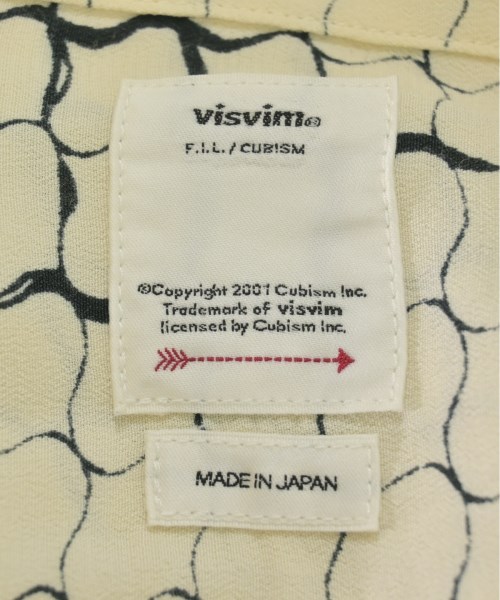 visvim®
F.I.L. / CUBISM
©Copyright 2001 Cubism Inc.
Trademark of visvim
licensed by Cubism Inc.
MADE IN JAPAN